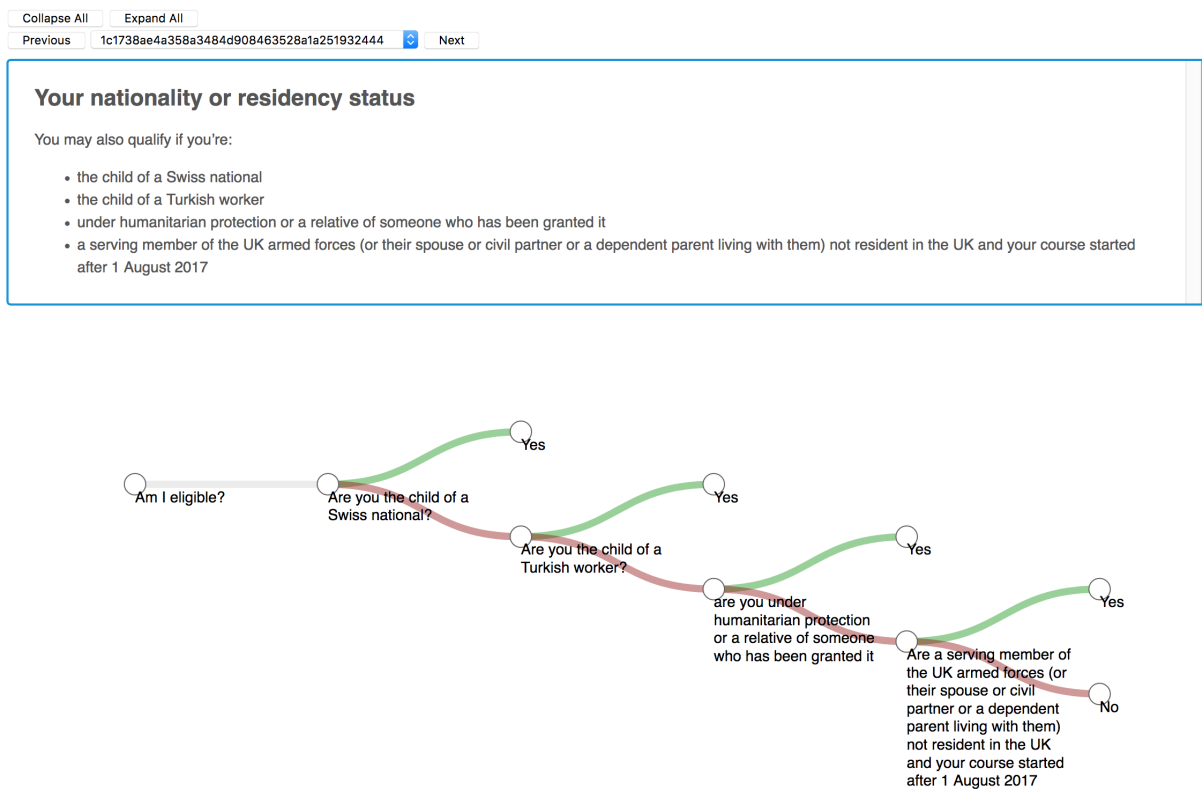 Collapse All Expand All
Previous 1c1738ae4a358a3484d908463528a1a251932444 Next
Your nationality or residency status
You may also qualify if you’re:
• the child of a Swiss national
• the child of a Turkish worker
• under humanitarian protection or a relative of someone who has been granted it
• a serving member of the UK armed forces (or their spouse or civil partner or a dependent parent living with them) not resident in the UK and your course started
after 1 August 2017
Am I eligible?
Are you the child of a
Swiss national?
Yes
Are you the child of a
Turkish worker?
Yes
are you under
humanitarian protection
or a relative of someone
who has been granted it
Yes
Are a serving member of
the UK armed forces (or
their spouse or civil
partner or a dependent
parent living with them)
not resident in the UK
and your course started
after 1 August 2017
Yes
No